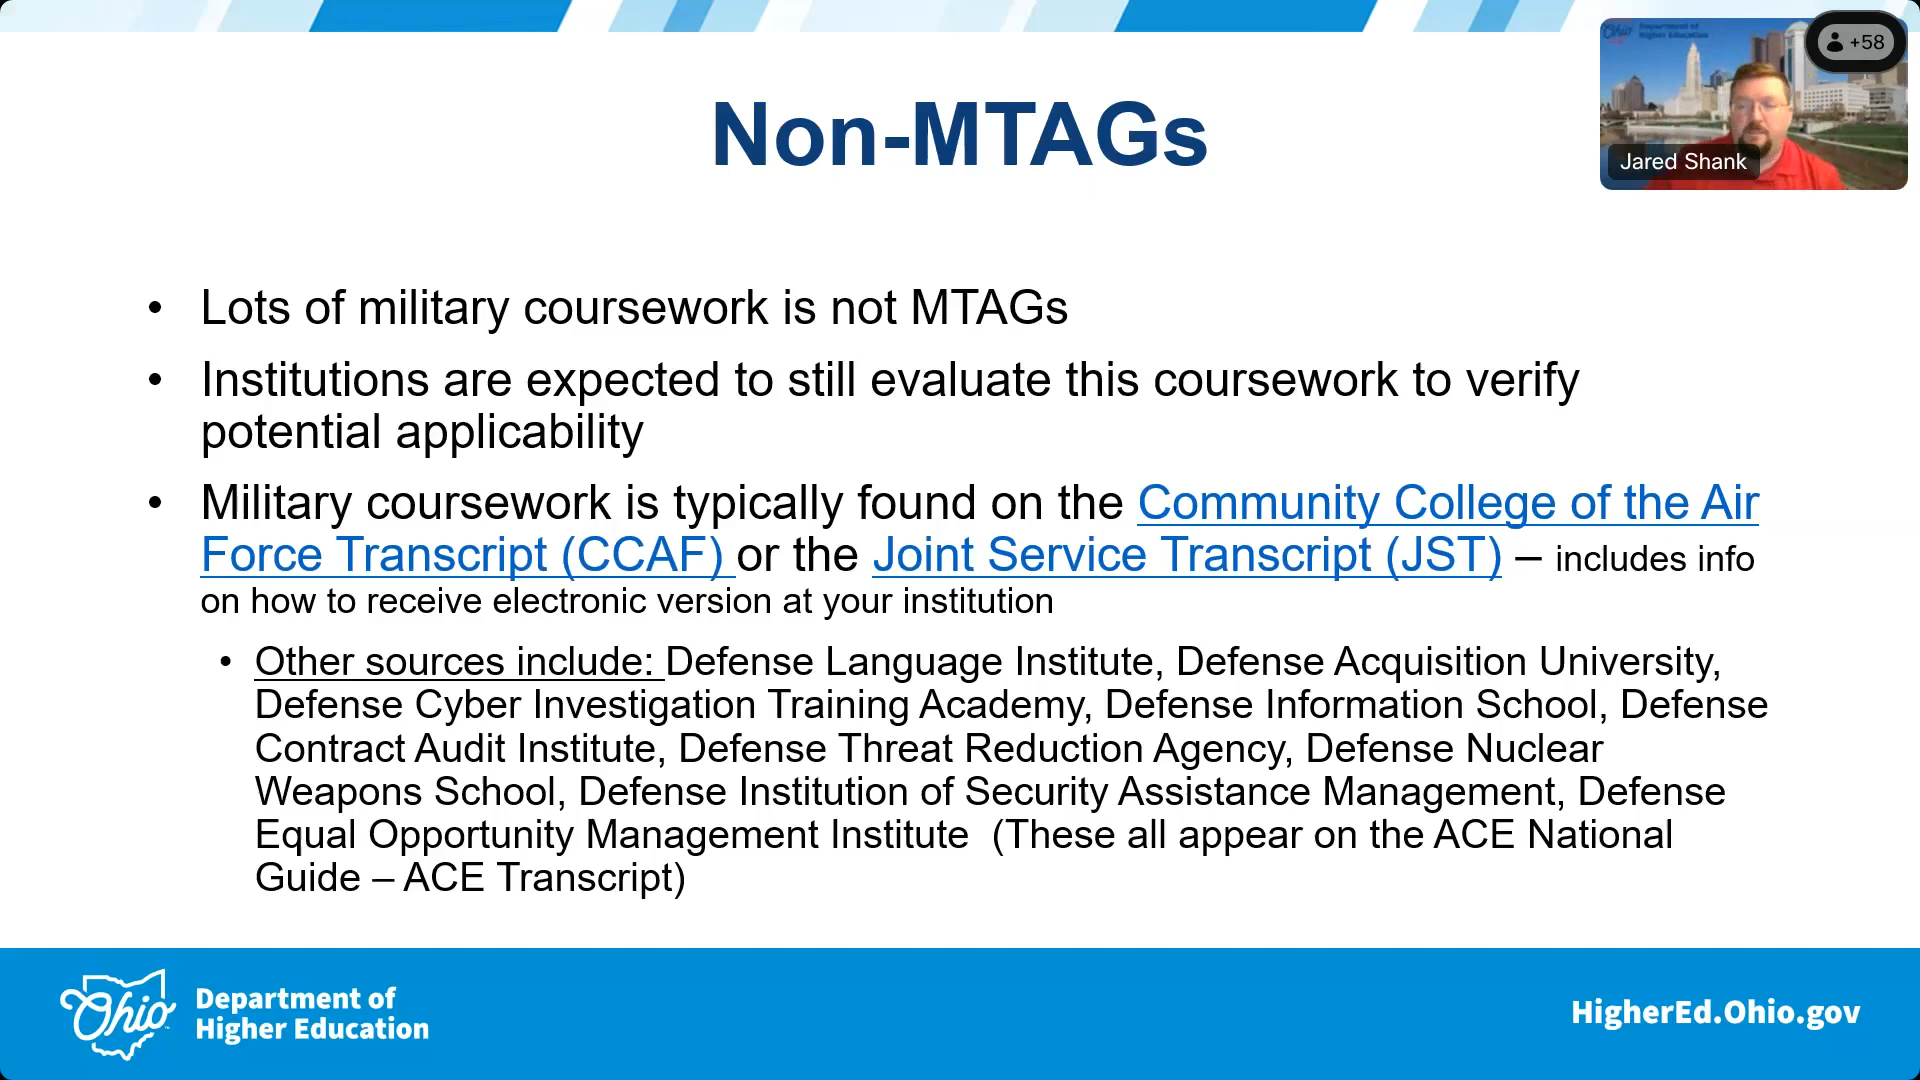 Non-MTAGs
Ohio Department of
Higher Education
+58
Jared Shank
• Lots of military coursework is not MTAGs
• Institutions are expected to still evaluate this coursework to verify
potential applicability
• Military coursework is typically found on the Community College of the Air
Force Transcript (CCAF) or the Joint Service Transcript (JST) – includes info
on how to receive electronic version at your institution
• Other sources include: Defense Language Institute, Defense Acquisition University,
Defense Cyber Investigation Training Academy, Defense Information School, Defense
Contract Audit Institute, Defense Threat Reduction Agency, Defense Nuclear
Weapons School, Defense Institution of Security Assistance Management, Defense
Equal Opportunity Management Institute  (These all appear on the ACE National
Guide – ACE Transcript)
Ohio
Department of
Higher Education
HigherEd.Ohio.gov